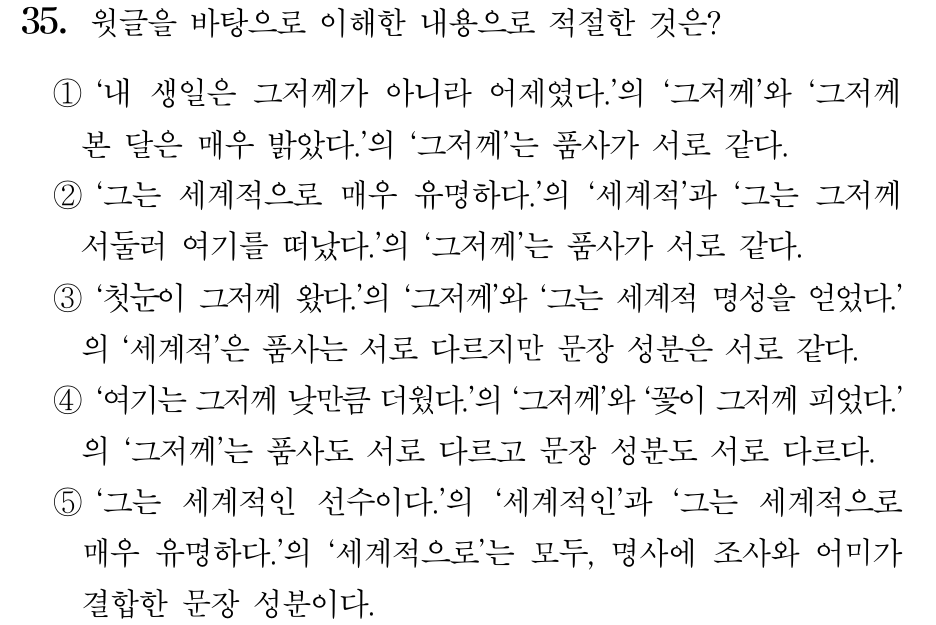 35. 윗글을 바탕으로 이해한 내용으로 적절한 것은?
① ‘내 생일은 그저께가 아니라 어제였다.’의 ‘그저께’와 ‘그저께
본 달은 매우 밝았다.’의 ‘그저께’는 품사가 서로 같다.
② ‘그는 세계적으로 매우 유명하다.’의 ‘세계적’과 ‘그는 그저께
서둘러 여기를 떠났다.’의 ‘그저께’는 품사가 서로 같다.
③ ‘첫눈이 그저께 왔다.’의 ‘그저께’와 ‘그는 세계적 명성을 얻었다.’
의 ‘세계적’은 품사는 서로 다르지만 문장 성분은 서로 같다.
④ ‘여기는 그저께 낮만큼 더웠다.’의 ‘그저께’와 ‘꽃이 그저께 피었다.’
의 ‘그저께’는 품사도 서로 다르고 문장 성분도 서로 다르다.
⑤ ‘그는 세계적인 선수이다.’의 ‘세계적인’과 ‘그는 세계적으로
매우 유명하다.’의 ‘세계적으로’는 모두, 명사에 조사와 어미가
결합한 문장 성분이다.